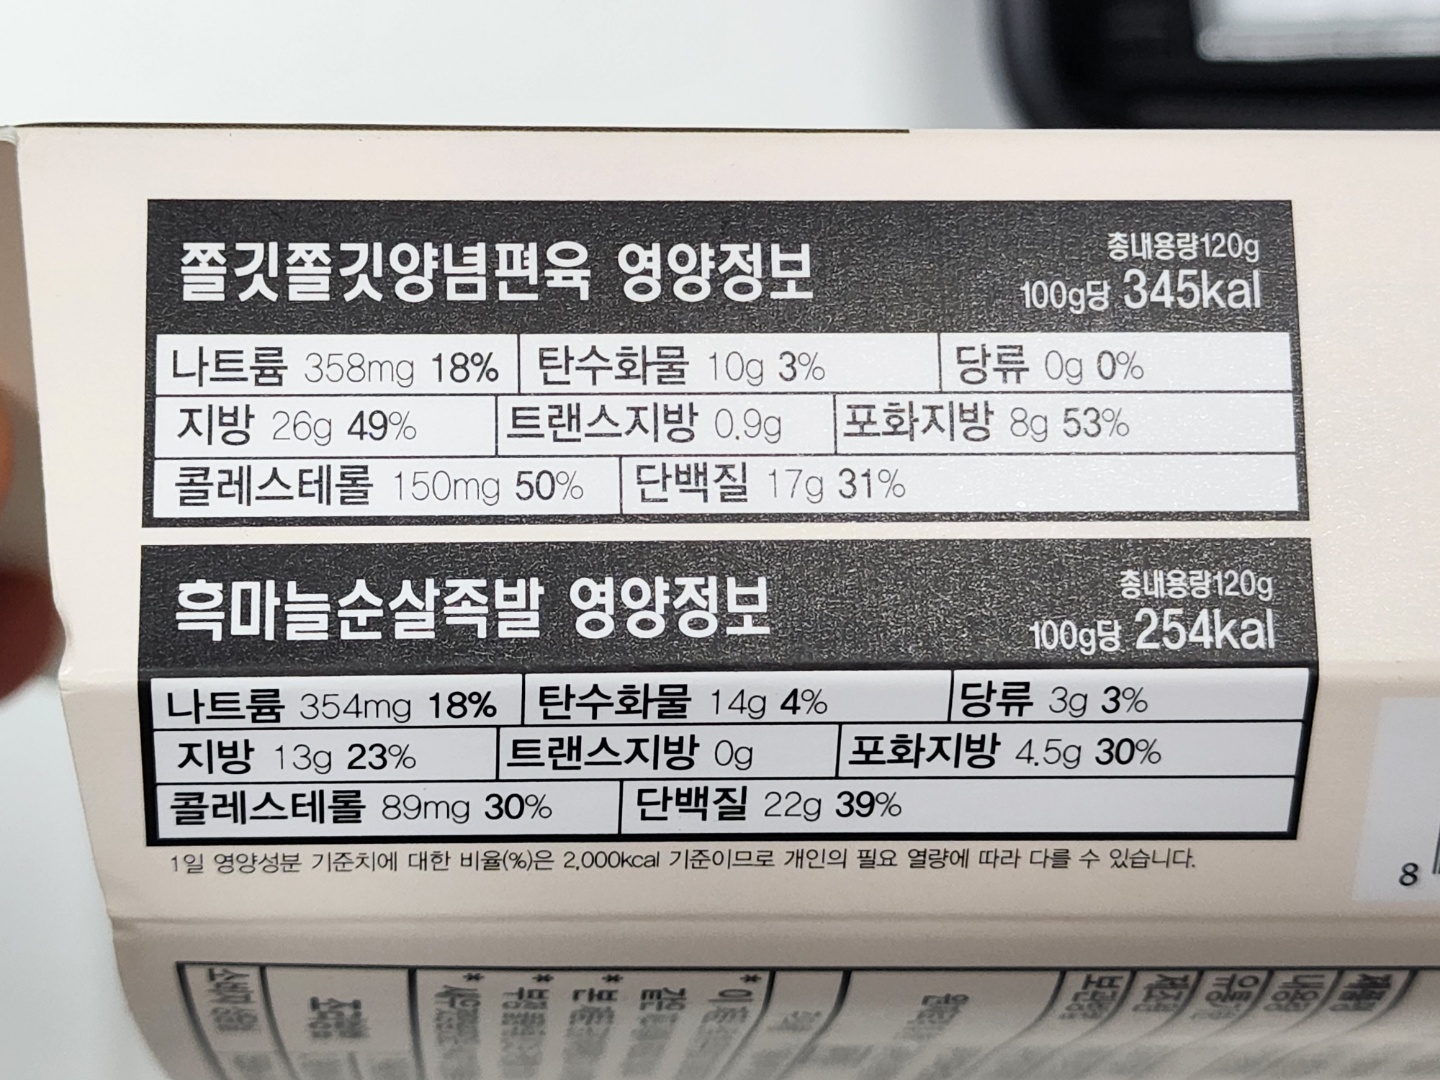 쫄깃쫄깃양념편육 영양정보
총내용량120g
100g당 345kal
나트륨 358mg 18% 탄수화물 10g 3% 당류 0g 0%
지방 26g 49% 트랜스지방 0.9g 포화지방 8g 53%
콜레스테롤 150mg 50% 단백질 17g 31%
흑마늘순살족발 영양정보
총내용량120g
100g당 254kal
나트륨 354mg 18% 탄수화물 14g 4% 당류 3g 3%
지방 13g 23% 트랜스지방 0g 포화지방 4.5g 30%
콜레스테롤 89mg 30% 단백질 22g 39%
1일 영양성분 기준치에 대한 비율(%)은 2,000kcal 기준이므로 개인의 필요 열량에 따라 다를 수 있습니다.
8